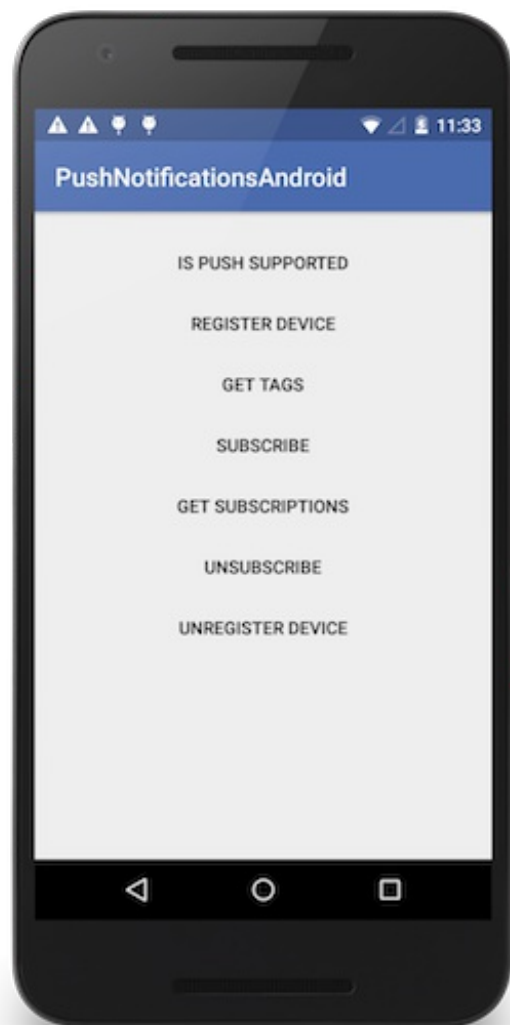 11:33
PushNotificationsAndroid
IS PUSH SUPPORTED
REGISTER DEVICE
GET TAGS
SUBSCRIBE
GET SUBSCRIPTIONS
UNSUBSCRIBE
UNREGISTER DEVICE